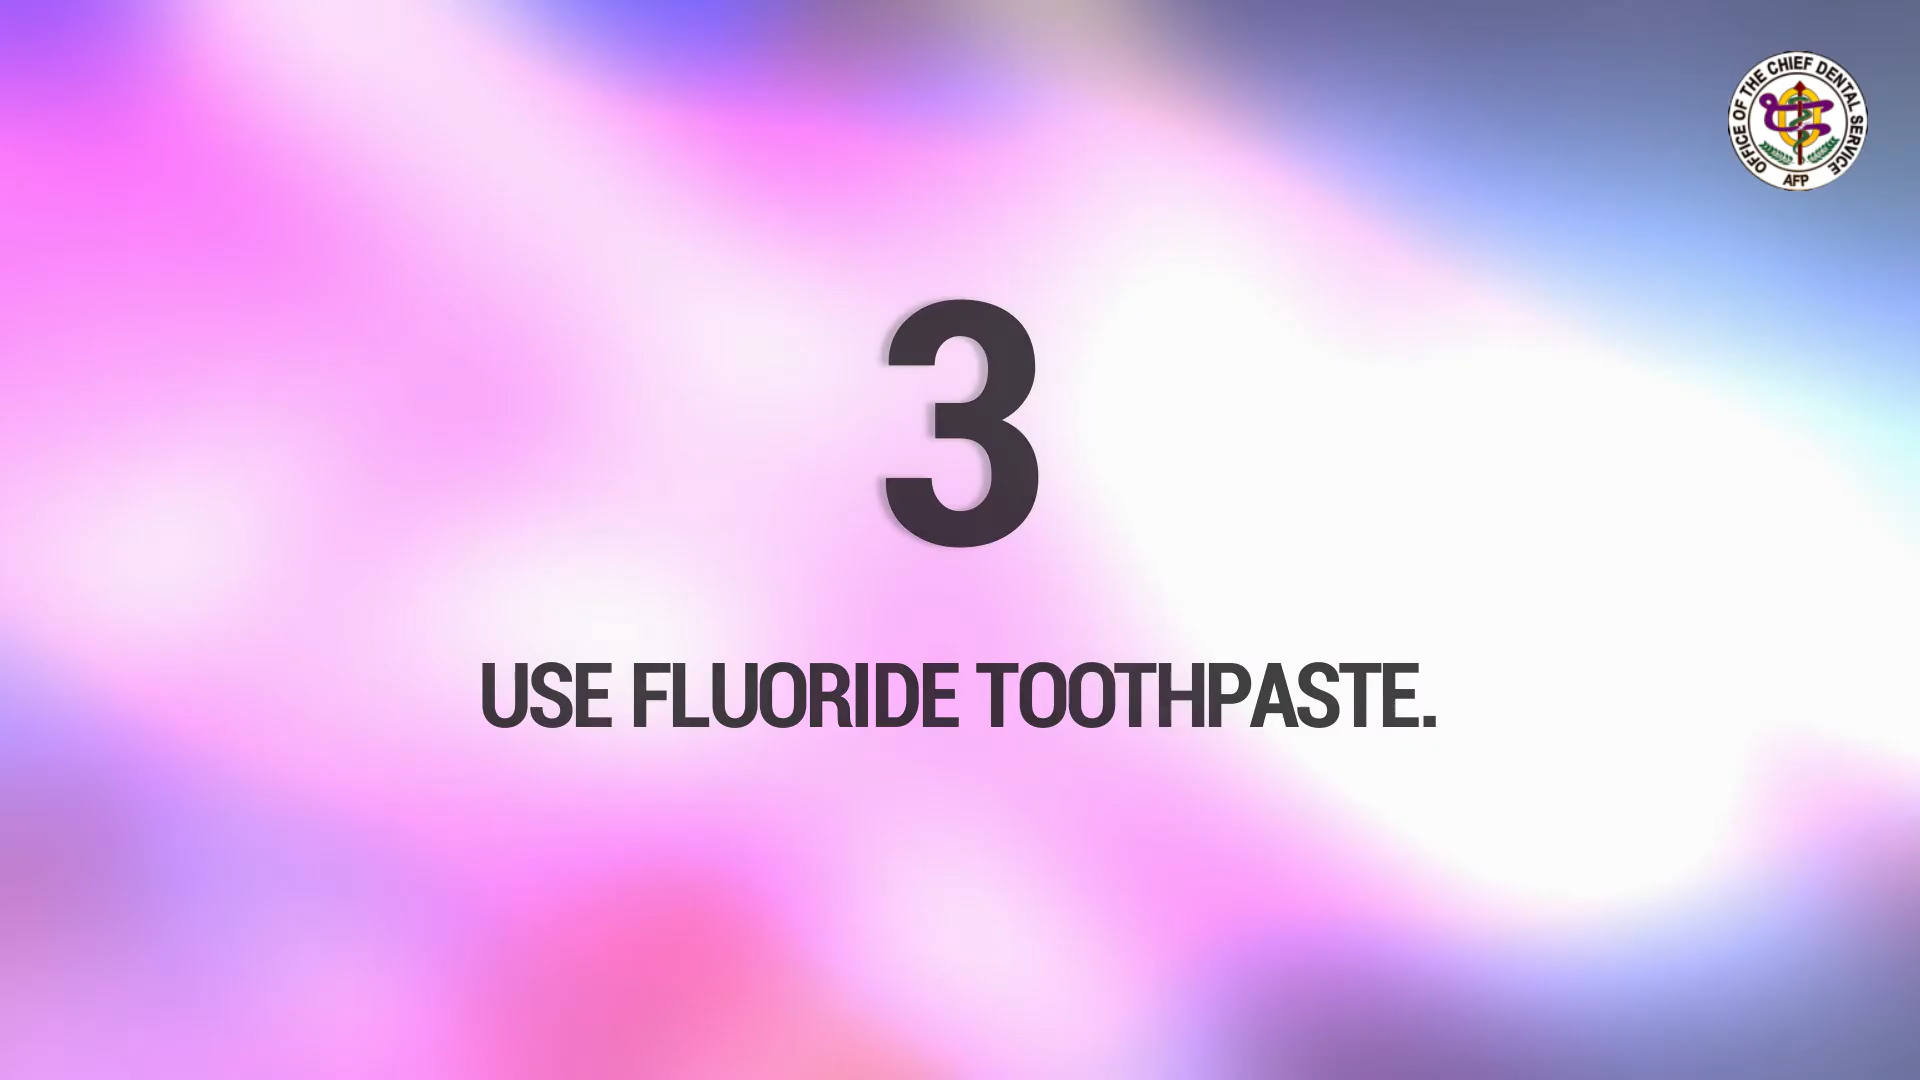 OFFICE OF THE CHIEF DENTAL SERVICE
AFP
3
USE FLUORIDE TOOTHPASTE.